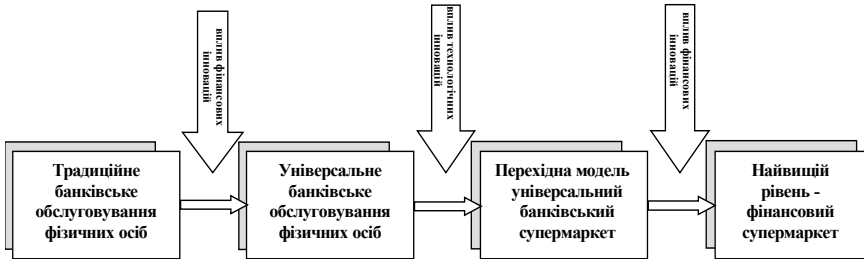 вплив фінансових
інновацій
вплив технологічних
інновацій
вплив фінансових
інновацій
Традиційне
банківське
обслуговування
фізичних осіб
Універсальне
банківське
обслуговування
фізичних осіб
Перехідна модель
універсальний
банківський
супермаркет
Найвищій
рівень -
фінансовий
супермаркет